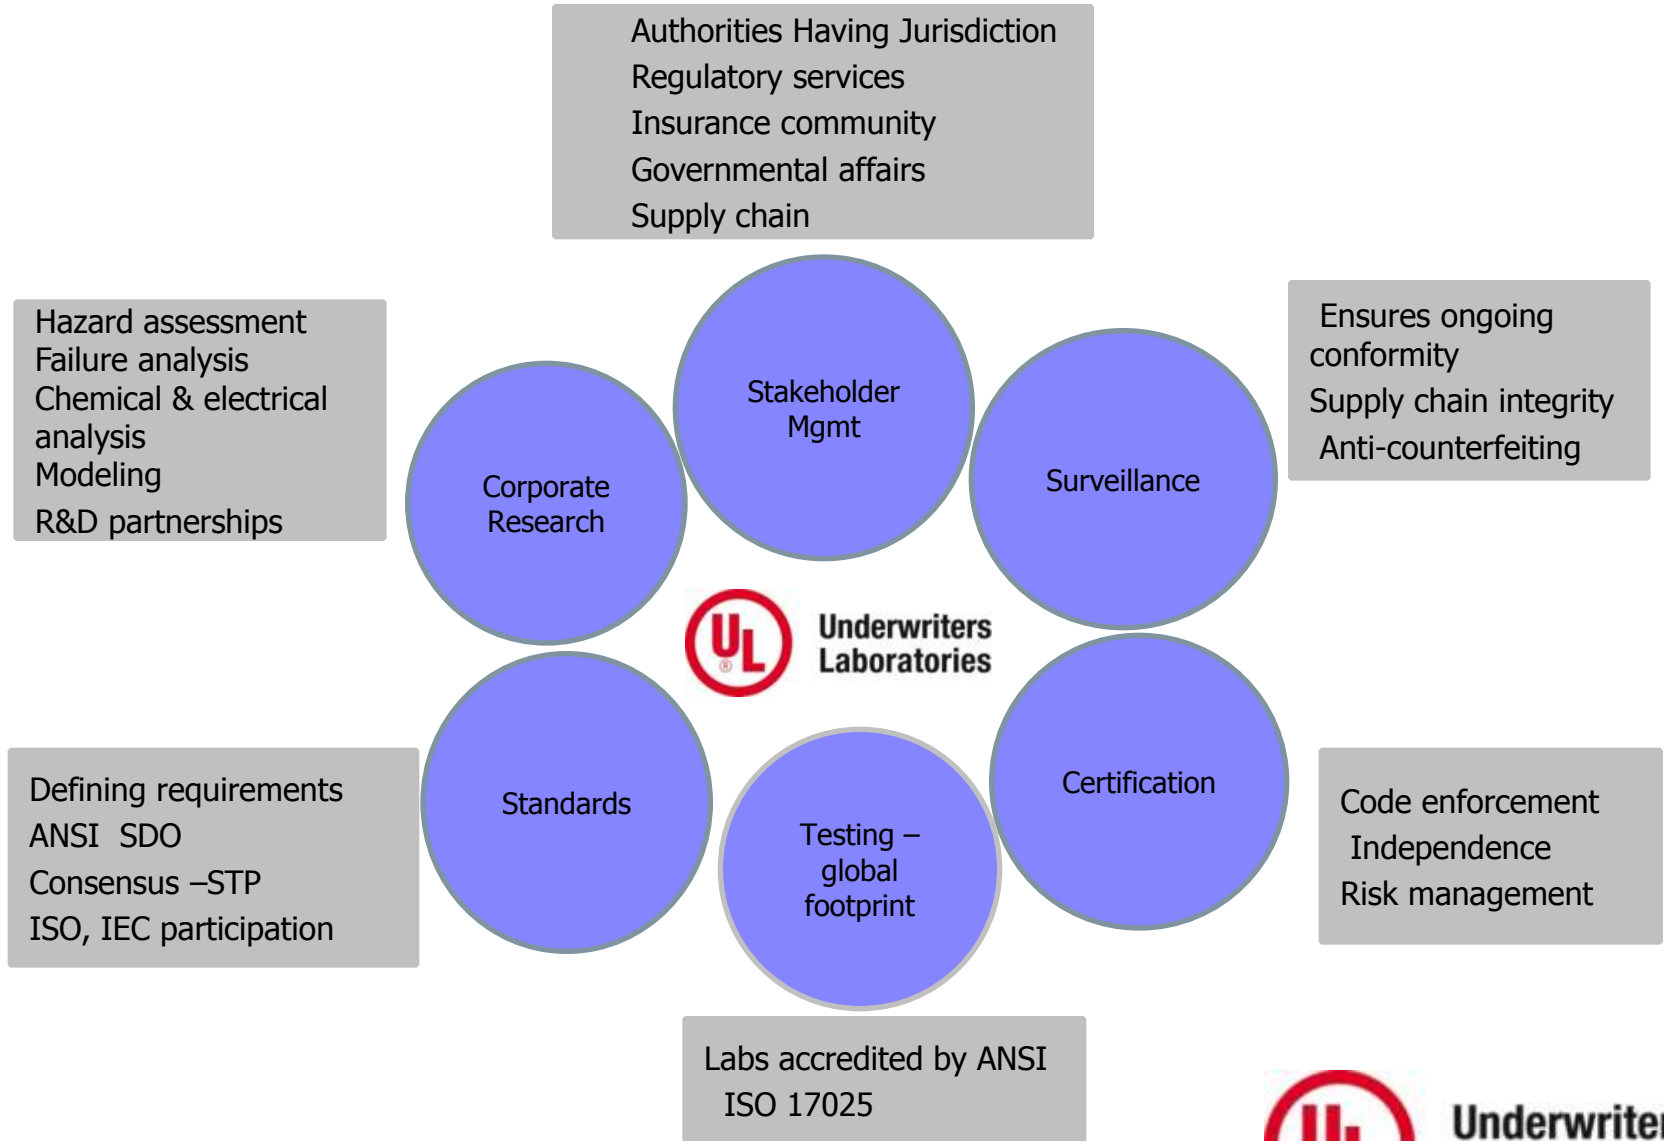 Authorities Having Jurisdiction
Regulatory services
Insurance community
Governmental affairs
Supply chain
Hazard assessment
Failure analysis
Chemical & electrical
analysis
Modeling
R&D partnerships
Stakeholder
Mgmt
Ensures ongoing
conformity
Supply chain integrity
Anti-counterfeiting
Corporate
Research
Surveillance
UL
®
Underwriters
Laboratories
Defining requirements
ANSI SDO
Consensus –STP
ISO, IEC participation
Standards
Testing –
global
footprint
Certification
Code enforcement
Independence
Risk management
Labs accredited by ANSI
ISO 17025
UL